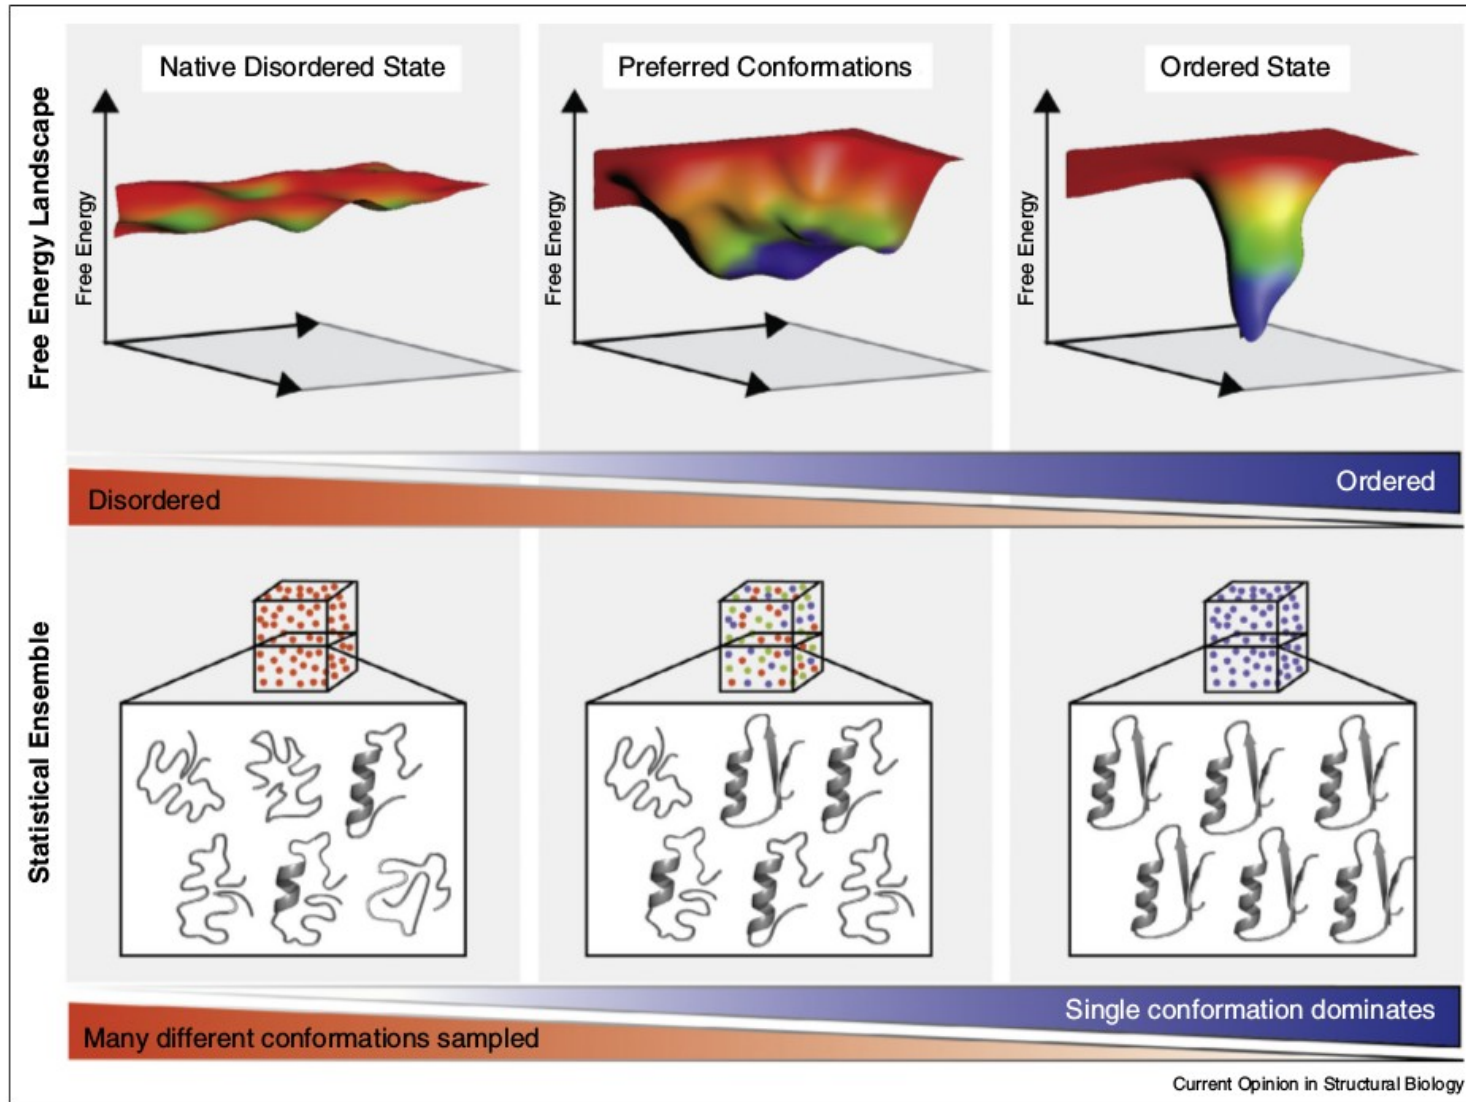 Native Disordered State
Preferred Conformations
Ordered State
Free Energy Landscape
Free Energy
Free Energy
Free Energy
Ordered
Disordered
Statistical Ensemble
Single conformation dominates
Many different conformations sampled
Current Opinion in Structural Biology